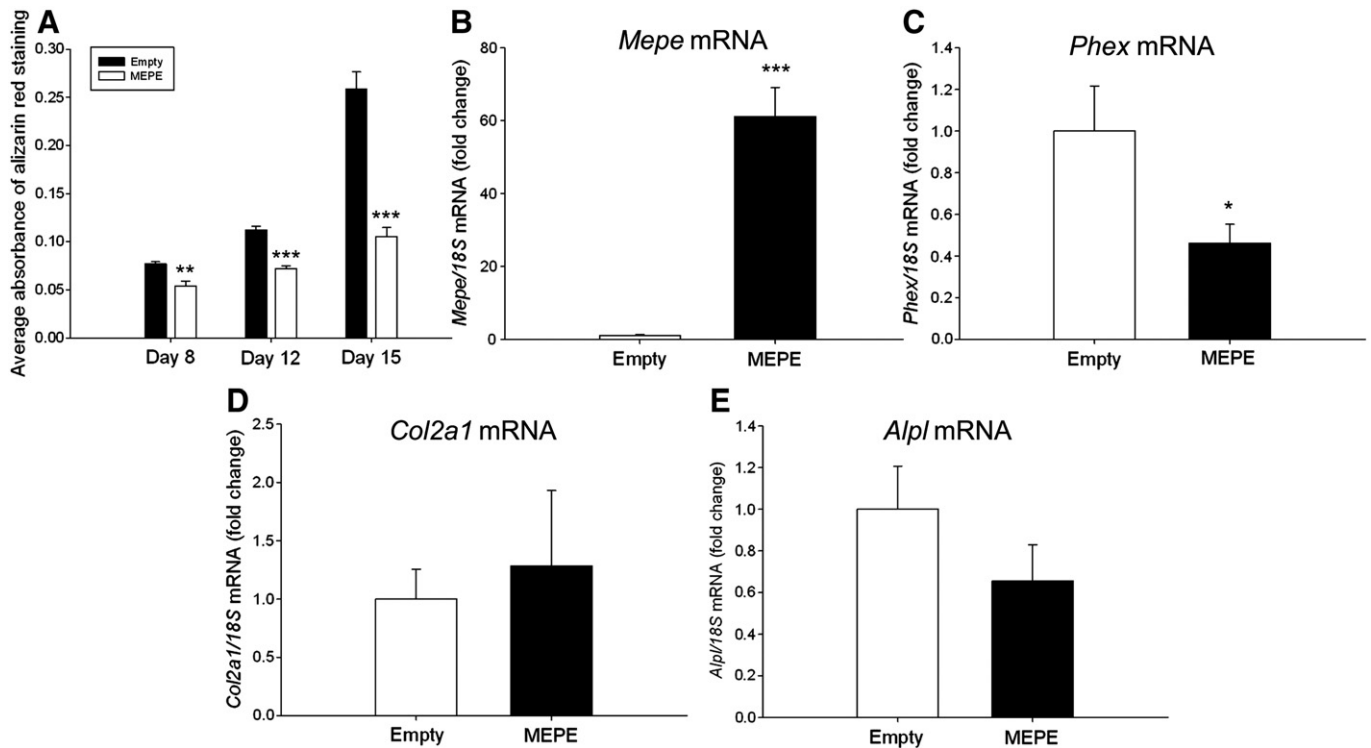 A
Average absorbance of alizarin red staining
0.30
0.25
0.20
0.15
0.10
0.05
0.00
Empty
MEPE
**
***
***
Day 8
Day 12
Day 15
B
Mepe mRNA
Mepe/18S mRNA (fold change)
80
60
40
20
0
***
Empty
MEPE
C
Phex mRNA
Phex/18S mRNA (fold change)
1.4
1.2
1.0
0.8
0.6
0.4
0.2
0.0
*
Empty
MEPE
D
Col2a1 mRNA
Col2a1/18S mRNA (fold change)
2.5
2.0
1.5
1.0
0.5
0.0
Empty
MEPE
E
Alpl mRNA
Alpl/18S mRNA (fold change)
1.4
1.2
1.0
0.8
0.6
0.4
0.2
0.0
Empty
MEPE